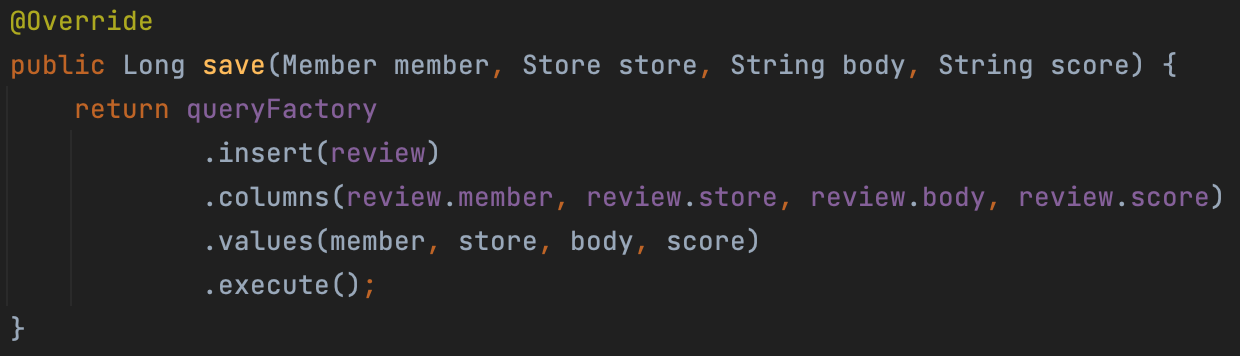 @Override
public Long save(Member member, Store store, String body, String score) {
return queryFactory
.insert(review)
.columns(review.member, review.store, review.body, review.score)
.values(member, store, body, score)
.execute();
}